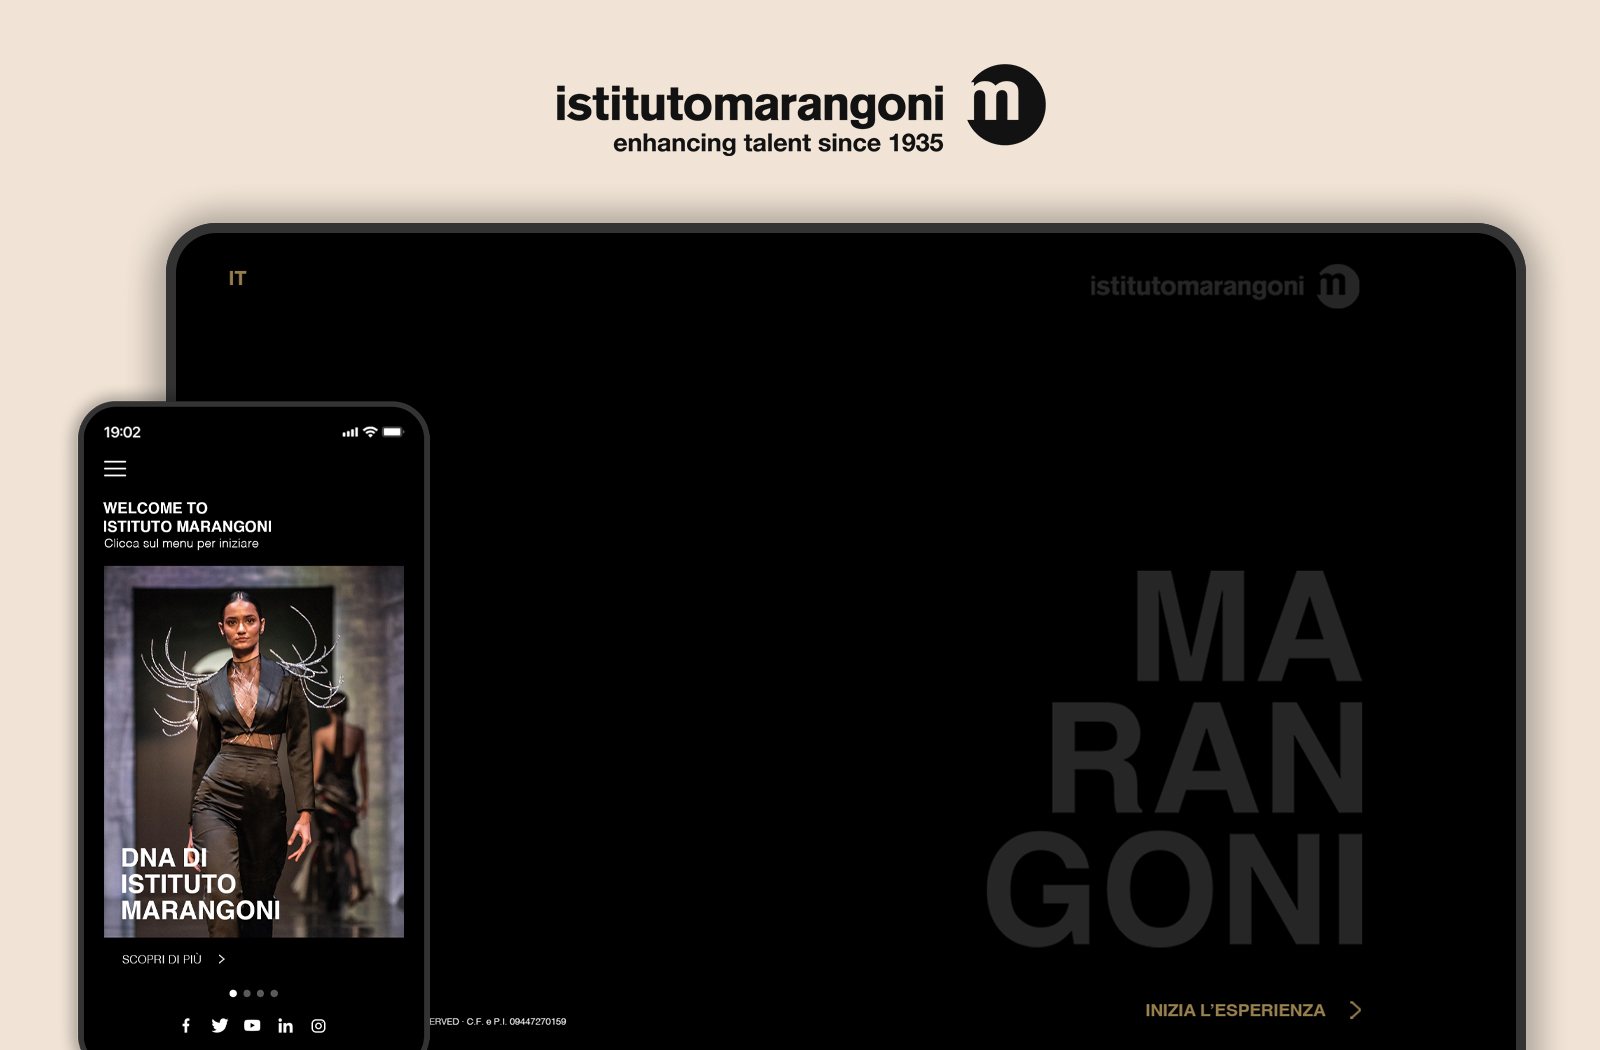 istitutomarangoni m
enhancing talent since 1935
IT
istitutomarangoni m
19:02
WELCOME TO
ISTITUTO MARANGONI
Clicca sul menu per iniziare
DNA DI
ISTITUTO
MARANGONI
SCOPRI DI PIÙ
MA
RAN
GONI
INIZIA L’ESPERIENZA
ERVED · C.F. e P.I. 09447270159